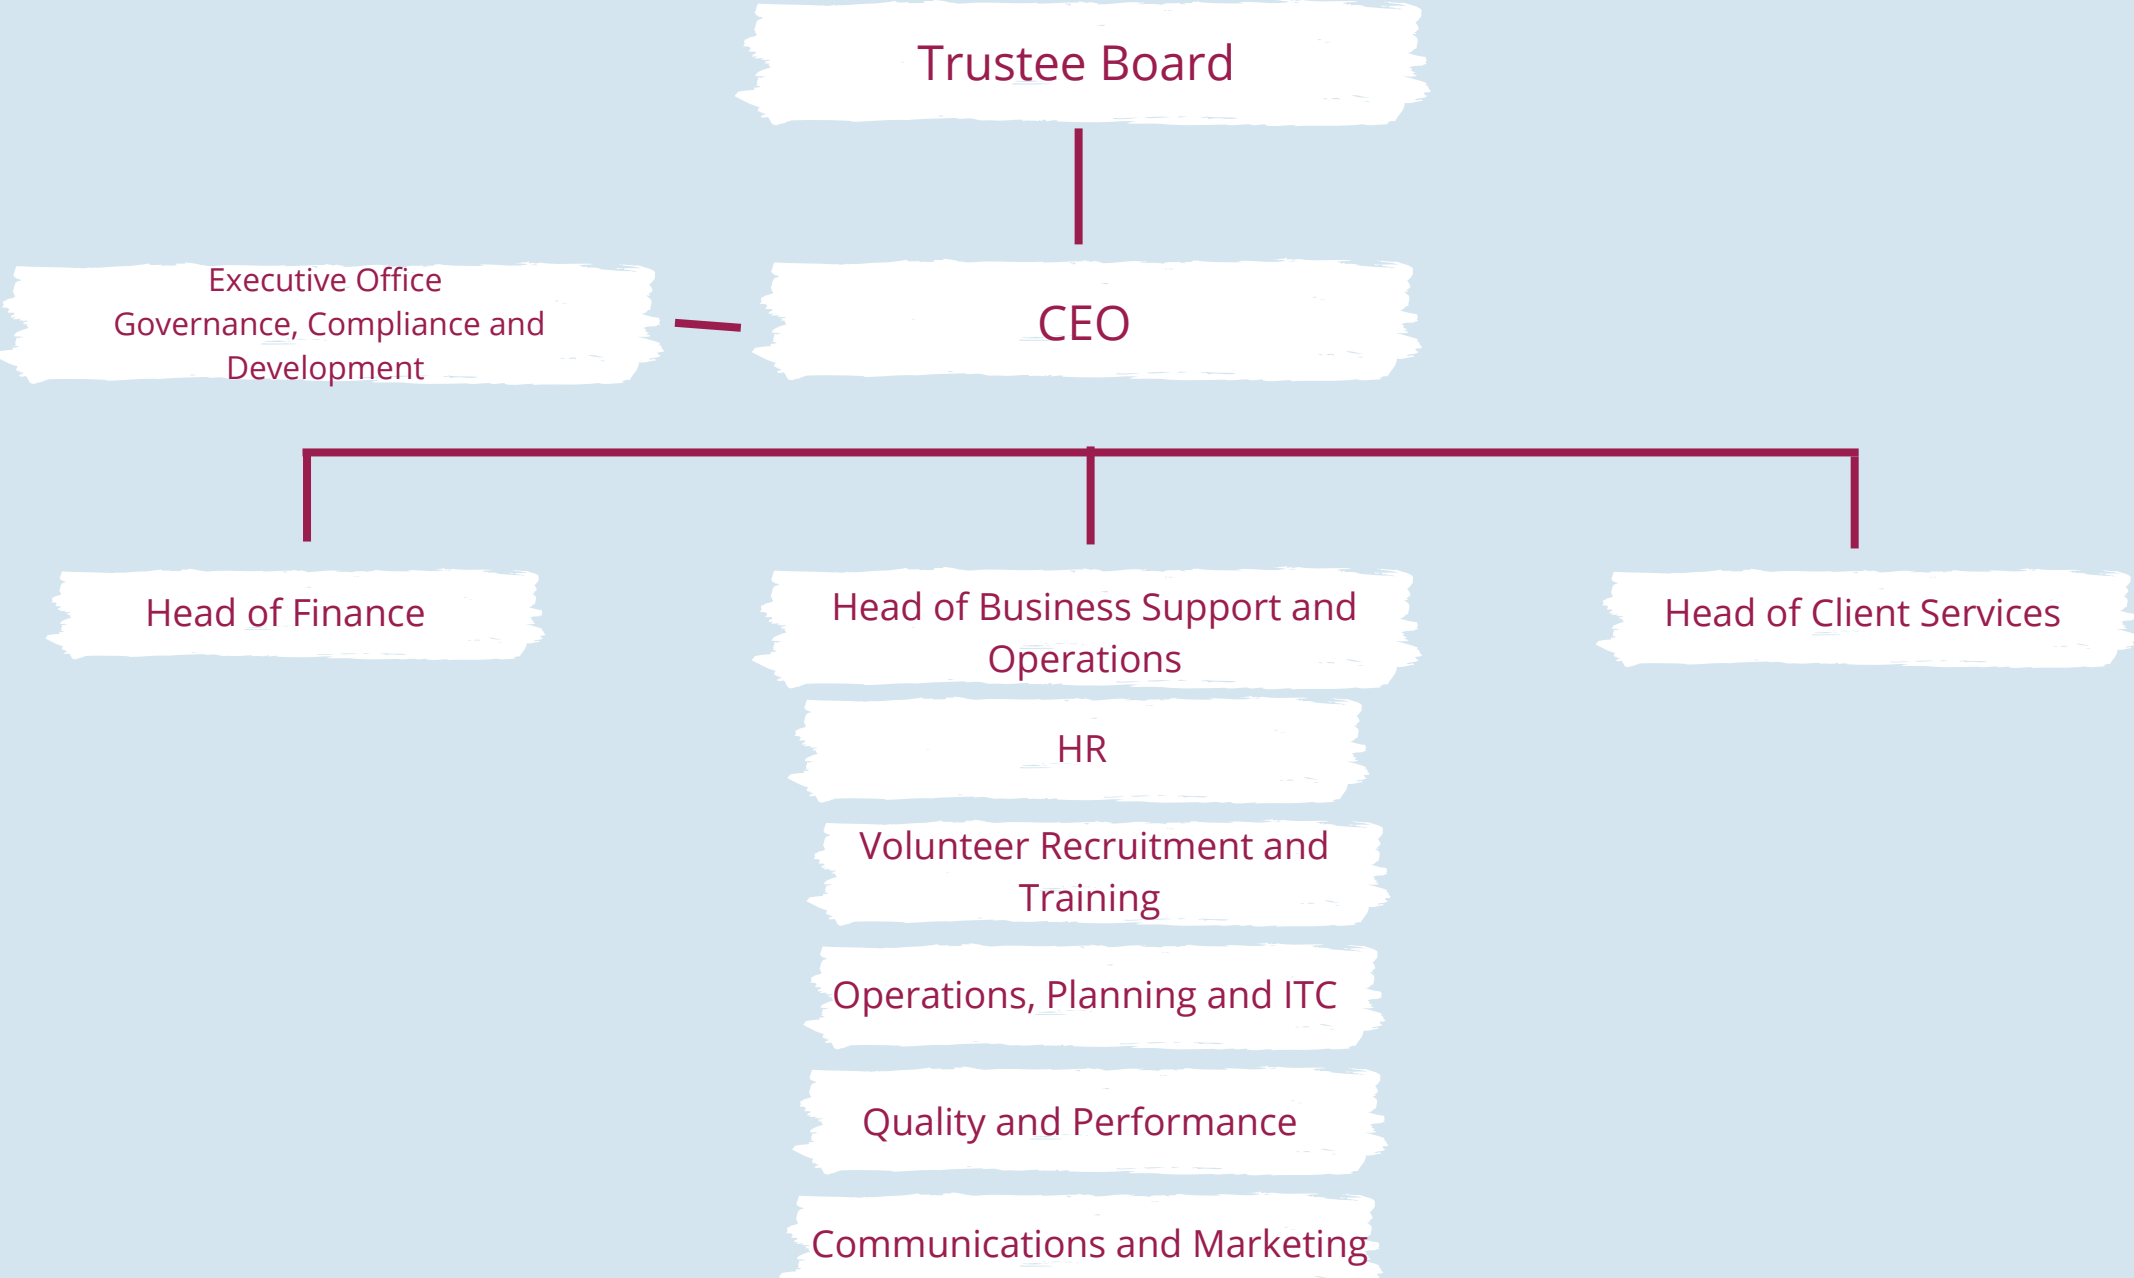 Trustee Board
Executive Office
Governance, Compliance and
Development
CEO
Head of Finance
Head of Business Support and
Operations
Head of Client Services
HR
Volunteer Recruitment and
Training
Operations, Planning and ITC
Quality and Performance
Communications and Marketing